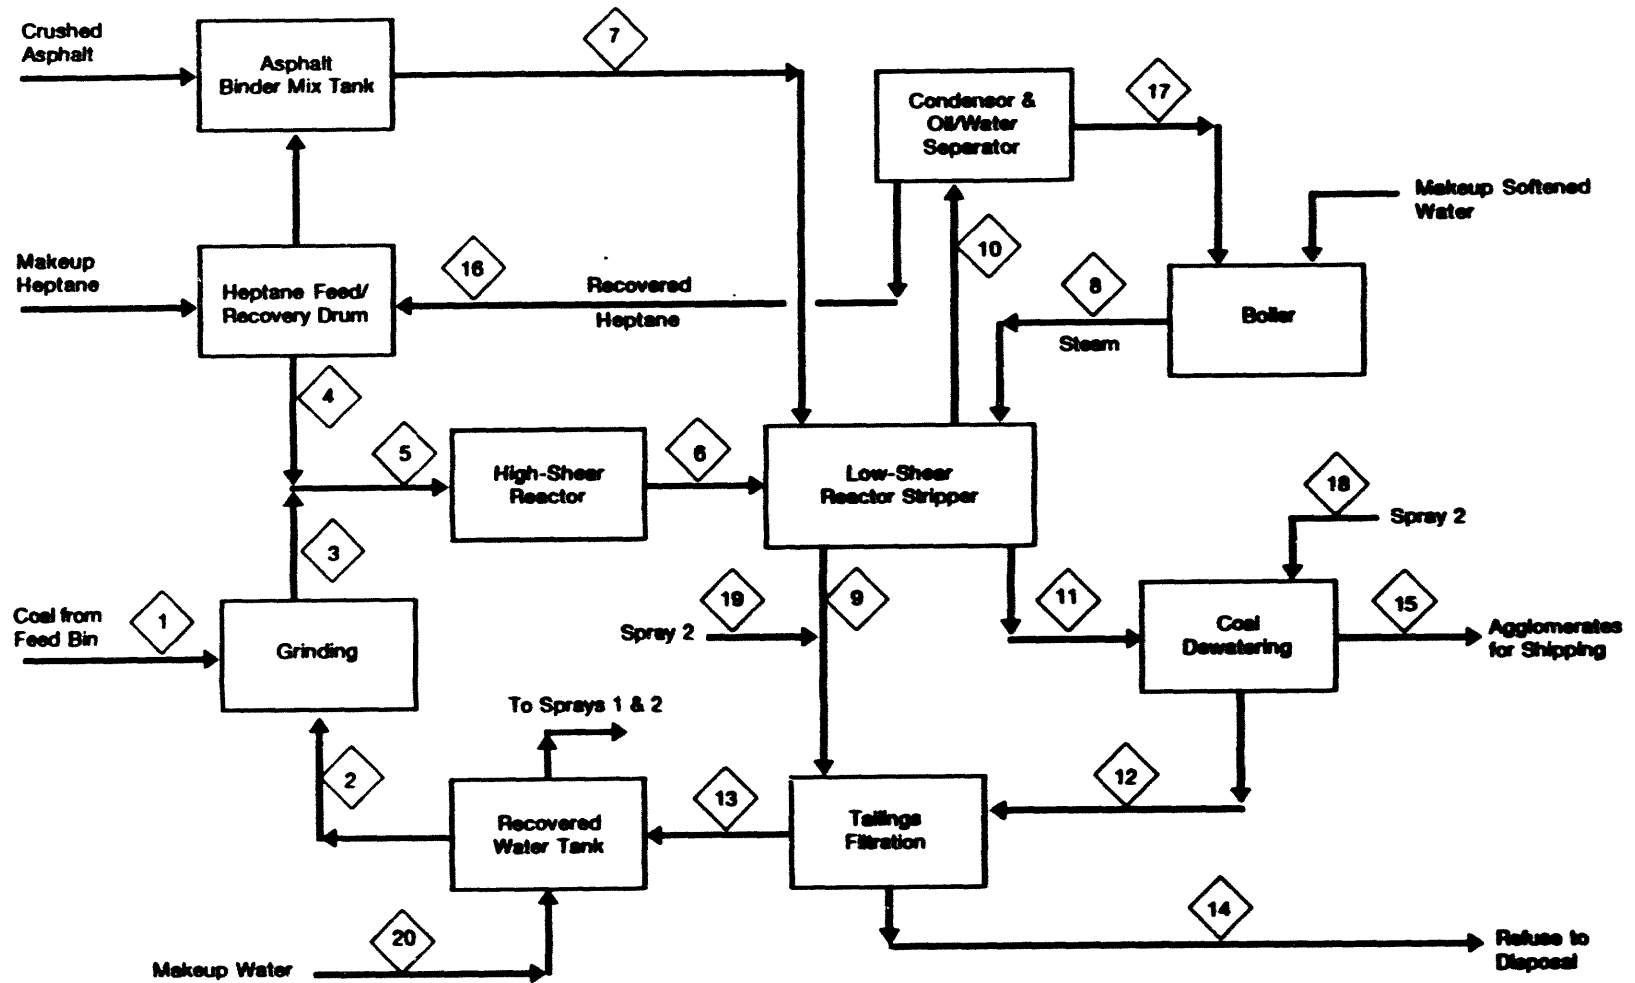 Crushed
Asphalt
Asphalt
Binder Mix Tank
7
Condensor &
Oil/Water
Separator
17
Makeup Softened
Water
Makeup
Heptane
Heptane Feed/
Recovery Drum
16
Recovered
Heptane
10
8
Steam
Boiler
4
5
High-Shear
Reactor
6
Low-Shear
Reactor Stripper
18
Spray 2
3
Coal from
Feed Bin
1
Grinding
19
Spray 2
9
11
Coal
Dewatering
15
Agglomerates
for Shipping
To Sprays 1 & 2
2
Recovered
Water Tank
13
Tailings
Filtration
12
14
Refuse to
Disposal
20
Makeup Water